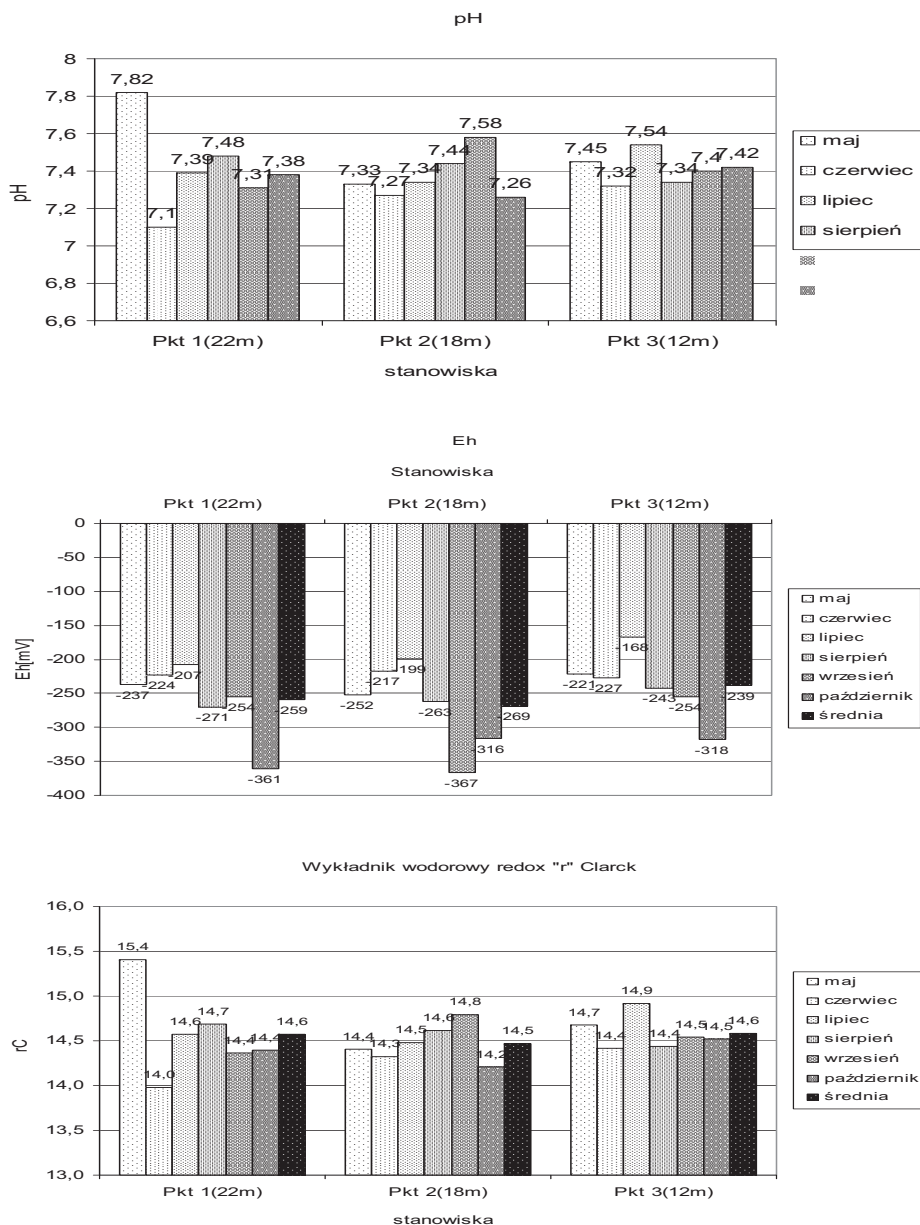 pH
8
7,8
7,6
7,4
7,2
7
6,8
6,6
pH
7,82
7,1
7,39
7,48
7,31
7,38
7,33
7,27
7,34
7,44
7,58
7,26
7,45
7,32
7,54
7,34
7,4
7,42
Pkt 1(22m)
Pkt 2(18m)
Pkt 3(12m)
stanowiska
maj
czerwiec
lipiec
sierpień
Eh
Stanowiska
Pkt 1(22m)
Pkt 2(18m)
Pkt 3(12m)
0
-50
-100
-150
-200
-250
-300
-350
-400
Eh[mV]
-237
-224
-207
-271
-254
-361
-259
-252
-217
-199
-263
-367
-316
-269
-221
-227
-168
-243
-254
-318
-239
maj
czerwiec
lipiec
sierpień
wrzesień
październik
średnia
Wykładnik wodorowy redox "r" Clarck
16,0
15,5
15,0
14,5
14,0
13,5
13,0
rC
15,4
14,0
14,6
14,7
14,4
14,4
14,6
14,4
14,3
14,5
14,6
14,8
14,2
14,5
14,7
14,4
14,9
14,4
14,5
14,5
14,6
Pkt 1(22m)
Pkt 2(18m)
Pkt 3(12m)
stanowiska
maj
czerwiec
lipiec
sierpień
wrzesień
październik
średnia